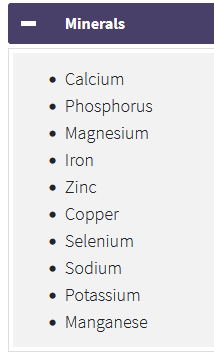 Minerals
Calcium
Phosphorus
Magnesium
Iron
Zinc
Copper
Selenium
Sodium
Potassium
Manganese